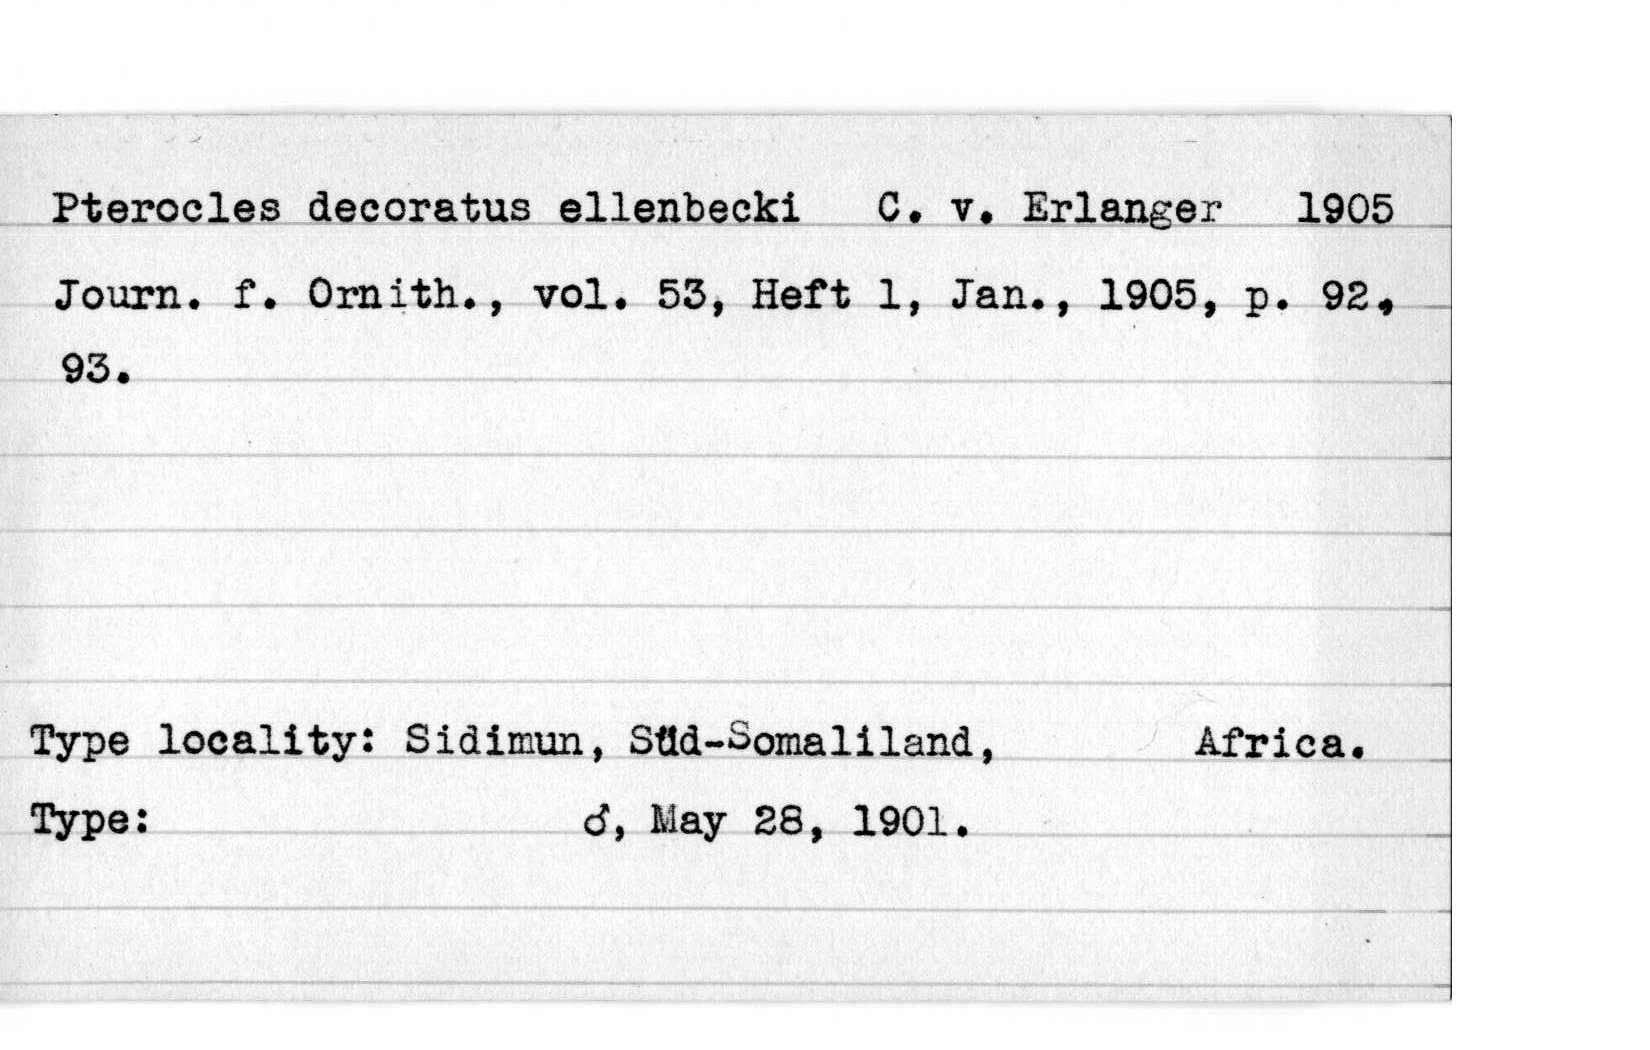 Pterocles decoratus ellenbecki C. v. Erlanger 1905
Journ. f. Ornith., vol. 53, Heft 1, Jan., 1905, p. 92,
93.
Type locality: Sidimun, Süd-Somaliland, Africa.
Type: ♂, May 28, 1901.